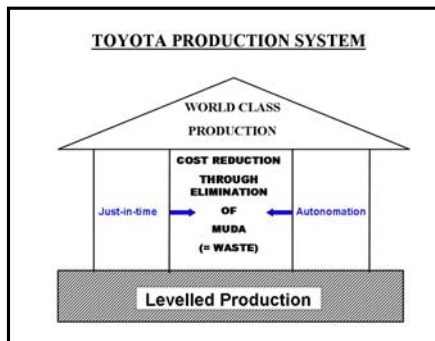 TOYOTA PRODUCTION SYSTEM
WORLD CLASS
PRODUCTION
COST REDUCTION
THROUGH
ELIMINATION
Just-in-time
OF
Autonomation
MUDA
(= WASTE)
Levelled Production